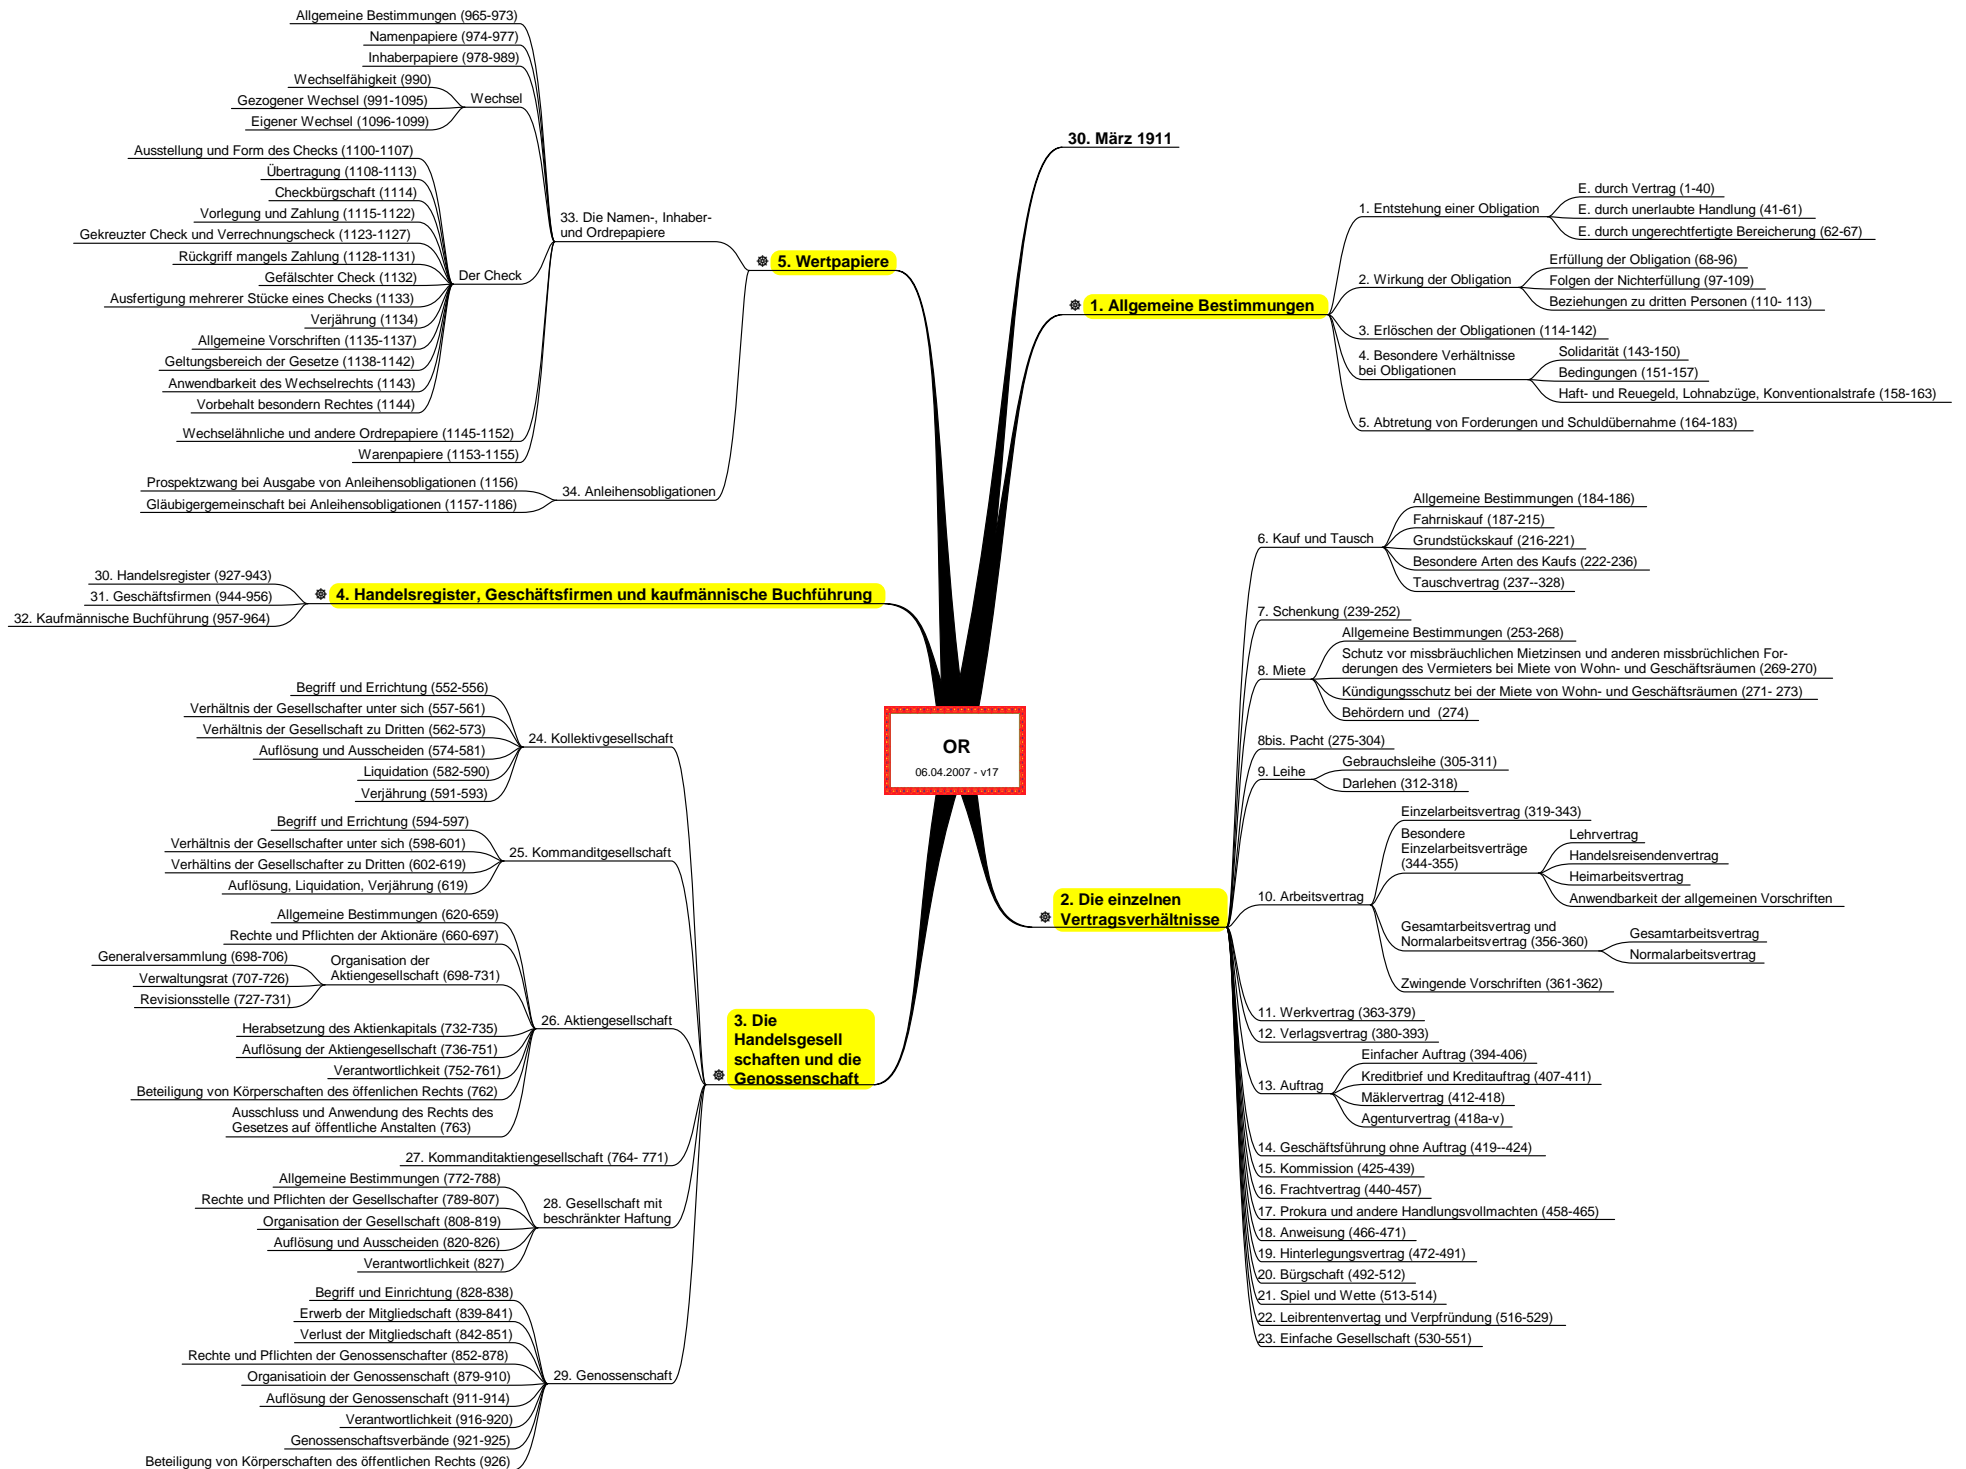 OR
06.04.2007 - v17
30. März 1911
1. Allgemeine Bestimmungen
1. Entstehung einer Obligation
E. durch Vertrag (1-40)
E. durch unerlaubte Handlung (41-61)
E. durch ungerechtfertigte Bereicherung (62-67)
2. Wirkung der Obligation
Erfüllung der Obligation (68-96)
Folgen der Nichterfüllung (97-109)
Beziehungen zu dritten Personen (110- 113)
3. Erlöschen der Obligationen (114-142)
4. Besondere Verhältnisse
bei Obligationen
Solidarität (143-150)
Bedingungen (151-157)
Haft- und Reuegeld, Lohnabzüge, Konventionalstrafe (158-163)
5. Abtretung von Forderungen und Schuldübernahme (164-183)
2. Die einzelnen
Vertragsverhältnisse
6. Kauf und Tausch
Allgemeine Bestimmungen (184-186)
Fahrniskauf (187-215)
Grundstückskauf (216-221)
Besondere Arten des Kaufs (222-236)
Tauschvertrag (237--328)
7. Schenkung (239-252)
8. Miete
Allgemeine Bestimmungen (253-268)
Schutz vor missbräuchlichen Mietzinsen und anderen missbrüchlichen For-
derungen des Vermieters bei Miete von Wohn- und Geschäftsräumen (269-270)
Kündigungsschutz bei der Miete von Wohn- und Geschäftsräumen (271- 273)
Behördern und  (274)
8bis. Pacht (275-304)
9. Leihe
Gebrauchsleihe (305-311)
Darlehen (312-318)
10. Arbeitsvertrag
Einzelarbeitsvertrag (319-343)
Besondere
Einzelarbeitsverträge
(344-355)
Lehrvertrag
Handelsreisendenvertrag
Heimarbeitsvertrag
Anwendbarkeit der allgemeinen Vorschriften
Gesamtarbeitsvertrag und
Normalarbeitsvertrag (356-360)
Gesamtarbeitsvertrag
Normalarbeitsvertrag
Zwingende Vorschriften (361-362)
11. Werkvertrag (363-379)
12. Verlagsvertrag (380-393)
13. Auftrag
Einfacher Auftrag (394-406)
Kreditbrief und Kreditauftrag (407-411)
Mäklervertrag (412-418)
Agenturvertrag (418a-v)
14. Geschäftsführung ohne Auftrag (419--424)
15. Kommission (425-439)
16. Frachtvertrag (440-457)
17. Prokura und andere Handlungsvollmachten (458-465)
18. Anweisung (466-471)
19. Hinterlegungsvertrag (472-491)
20. Bürgschaft (492-512)
21. Spiel und Wette (513-514)
22. Leibrentenvertag und Verpfründung (516-529)
23. Einfache Gesellschaft (530-551)
3. Die
Handelsgesell
schaften und die
Genossenschaft
24. Kollektivgesellschaft
Begriff und Errichtung (552-556)
Verhältnis der Gesellschafter unter sich (557-561)
Verhältnis der Gesellschaft zu Dritten (562-573)
Auflösung und Ausscheiden (574-581)
Liquidation (582-590)
Verjährung (591-593)
25. Kommanditgesellschaft
Begriff und Errichtung (594-597)
Verhältnis der Gesellschafter unter sich (598-601)
Verhältins der Gesellschafter zu Dritten (602-619)
Auflösung, Liquidation, Verjährung (619)
26. Aktiengesellschaft
Allgemeine Bestimmungen (620-659)
Rechte und Pflichten der Aktionäre (660-697)
Organisation der
Aktiengesellschaft (698-731)
Generalversammlung (698-706)
Verwaltungsrat (707-726)
Revisionsstelle (727-731)
Herabsetzung des Aktienkapitals (732-735)
Auflösung der Aktiengesellschaft (736-751)
Verantwortlichkeit (752-761)
Beteiligung von Körperschaften des öffenlichen Rechts (762)
Ausschluss und Anwendung des Rechts des
Gesetzes auf öffentliche Anstalten (763)
27. Kommanditaktiengesellschaft (764- 771)
28. Gesellschaft mit
beschränkter Haftung
Allgemeine Bestimmungen (772-788)
Rechte und Pflichten der Gesellschafter (789-807)
Organisation der Gesellschaft (808-819)
Auflösung und Ausscheiden (820-826)
Verantwortlichkeit (827)
29. Genossenschaft
Begriff und Einrichtung (828-838)
Erwerb der Mitgliedschaft (839-841)
Verlust der Mitgliedschaft (842-851)
Rechte und Pflichten der Genossenschafter (852-878)
Organisatioin der Genossenschaft (879-910)
Auflösung der Genossenschaft (911-914)
Verantwortlichkeit (916-920)
Genossenschaftsverbände (921-925)
Beteiligung von Körperschaften des öffentlichen Rechts (926)
4. Handelsregister, Geschäftsfirmen und kaufmännische Buchführung
30. Handelsregister (927-943)
31. Geschäftsfirmen (944-956)
32. Kaufmännische Buchführung (957-964)
5. Wertpapiere
33. Die Namen-, Inhaber-
und Ordrepapiere
Allgemeine Bestimmungen (965-973)
Namenpapiere (974-977)
Inhaberpapiere (978-989)
Wechsel
Wechselfähigkeit (990)
Gezogener Wechsel (991-1095)
Eigener Wechsel (1096-1099)
Der Check
Ausstellung und Form des Checks (1100-1107)
Übertragung (1108-1113)
Checkbürgschaft (1114)
Vorlegung und Zahlung (1115-1122)
Gekreuzter Check und Verrechnungscheck (1123-1127)
Rückgriff mangels Zahlung (1128-1131)
Gefälschter Check (1132)
Ausfertigung mehrerer Stücke eines Checks (1133)
Verjährung (1134)
Allgemeine Vorschriften (1135-1137)
Geltungsbereich der Gesetze (1138-1142)
Anwendbarkeit des Wechselrechts (1143)
Vorbehalt besondern Rechtes (1144)
Wechselähnliche und andere Ordrepapiere (1145-1152)
Warenpapiere (1153-1155)
34. Anleihensobligationen
Prospektzwang bei Ausgabe von Anleihensobligationen (1156)
Gläubigergemeinschaft bei Anleihensobligationen (1157-1186)